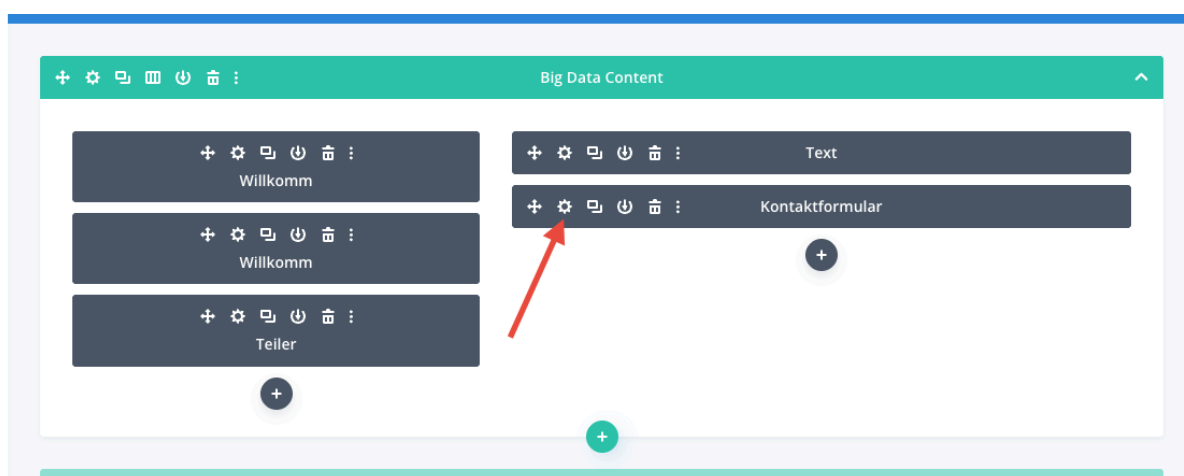 Big Data Content
Willkomm
Willkomm
Teiler
Text
Kontaktformular